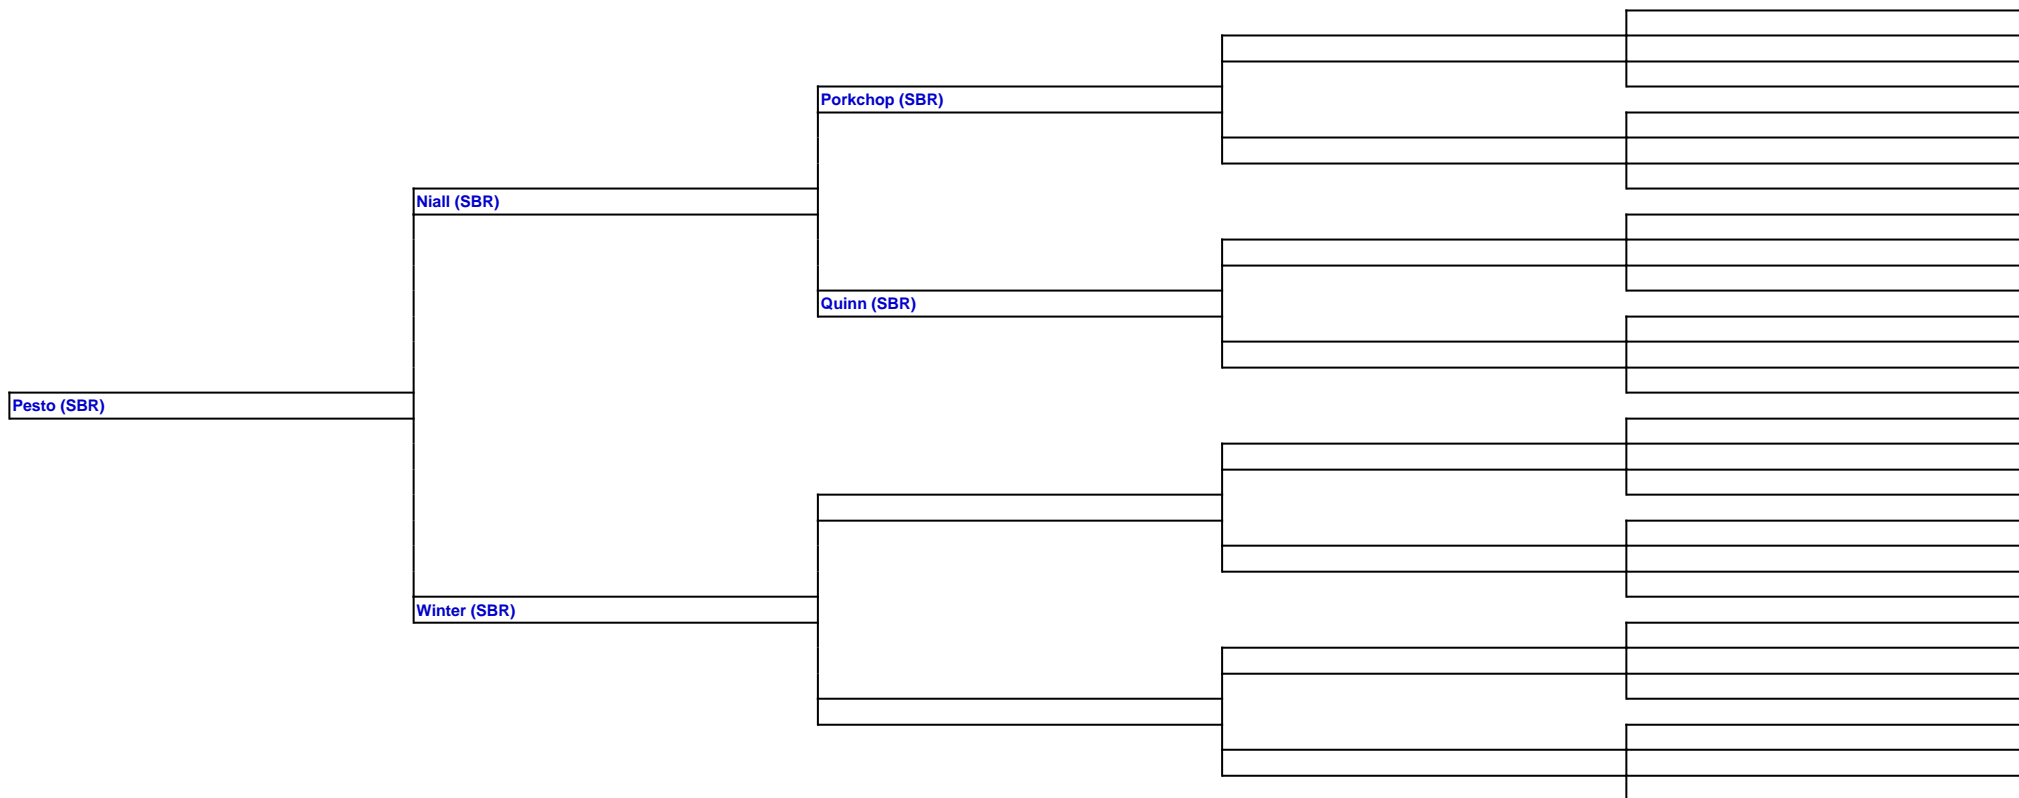 Porkchop (SBR)
Niall (SBR)
Quinn (SBR)
Pesto (SBR)
Winter (SBR)